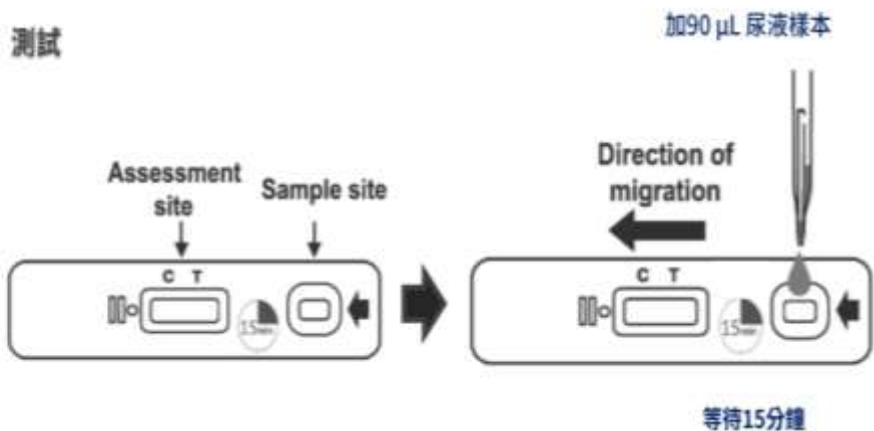 測試
加90 μL 尿液樣本
Assessment
site
Sample site
Direction of
migration
C T
15min
C T
15min
等待15分鐘